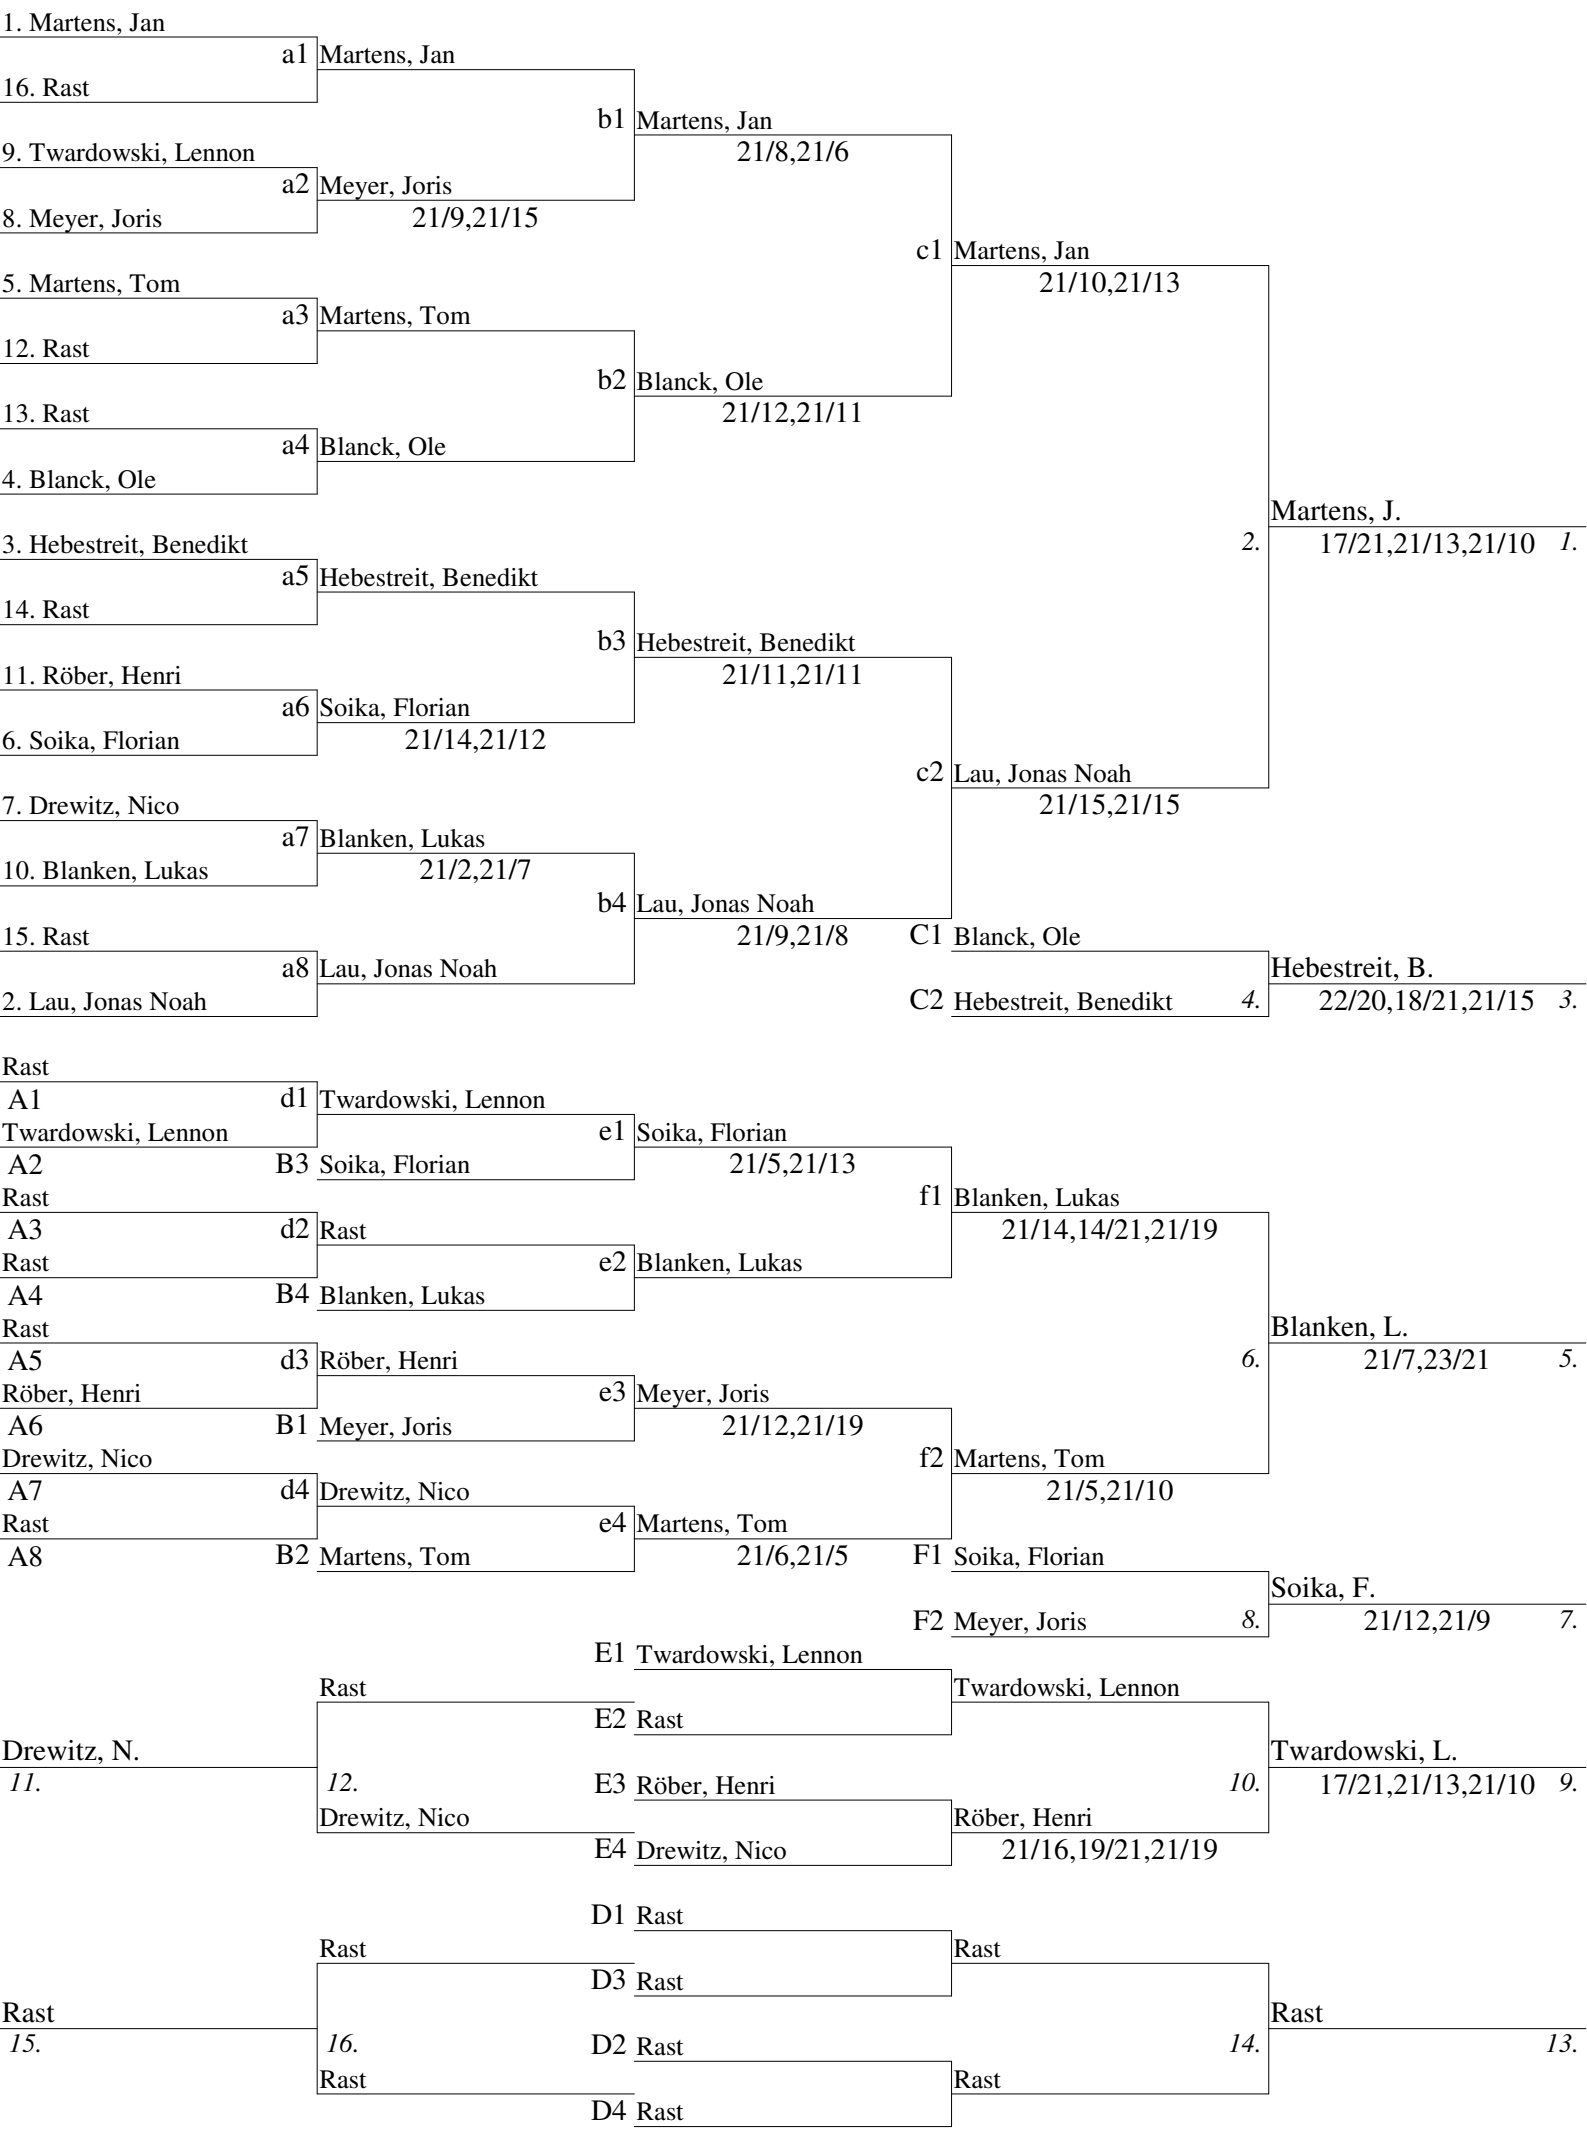 1. Martens, Jan
a1 Martens, Jan
16. Rast
b1 Martens, Jan
21/8,21/6
9. Twardowski, Lennon
a2 Meyer, Joris
21/9,21/15
8. Meyer, Joris
c1 Martens, Jan
21/10,21/13
5. Martens, Tom
a3 Martens, Tom
12. Rast
b2 Blanck, Ole
21/12,21/11
13. Rast
a4 Blanck, Ole
4. Blanck, Ole
Martens, J.
2. 17/21,21/13,21/10 1.
3. Hebestreit, Benedikt
a5 Hebestreit, Benedikt
14. Rast
b3 Hebestreit, Benedikt
21/11,21/11
11. Röber, Henri
a6 Soika, Florian
21/14,21/12
6. Soika, Florian
c2 Lau, Jonas Noah
21/15,21/15
7. Drewitz, Nico
a7 Blanken, Lukas
21/2,21/7
10. Blanken, Lukas
b4 Lau, Jonas Noah
21/9,21/8
15. Rast
C1 Blanck, Ole
a8 Lau, Jonas Noah
Hebestreit, B.
2. Lau, Jonas Noah
C2 Hebestreit, Benedikt 4. 22/20,18/21,21/15 3.
Rast
A1 d1 Twardowski, Lennon
Twardowski, Lennon
e1 Soika, Florian
A2 B3 Soika, Florian
21/5,21/13
Rast
f1 Blanken, Lukas
A3 d2 Rast
21/14,14/21,21/19
Rast
e2 Blanken, Lukas
A4 B4 Blanken, Lukas
Rast
Blanken, L.
A5 d3 Röber, Henri
6. 21/7,23/21 5.
Röber, Henri
e3 Meyer, Joris
A6 B1 Meyer, Joris
21/12,21/19
Drewitz, Nico
f2 Martens, Tom
A7 d4 Drewitz, Nico
21/5,21/10
Rast
e4 Martens, Tom
A8 B2 Martens, Tom
21/6,21/5
F1 Soika, Florian
Soika, F.
F2 Meyer, Joris 8. 21/12,21/9 7.
E1 Twardowski, Lennon
Rast
Twardowski, Lennon
E2 Rast
Drewitz, N.
Twardowski, L.
11. 12.
E3 Röber, Henri
10. 17/21,21/13,21/10 9.
Drewitz, Nico
Röber, Henri
E4 Drewitz, Nico
21/16,19/21,21/19
D1 Rast
Rast
Rast
D3 Rast
Rast
Rast
15. 16.
D2 Rast
14. 13.
Rast
Rast
D4 Rast